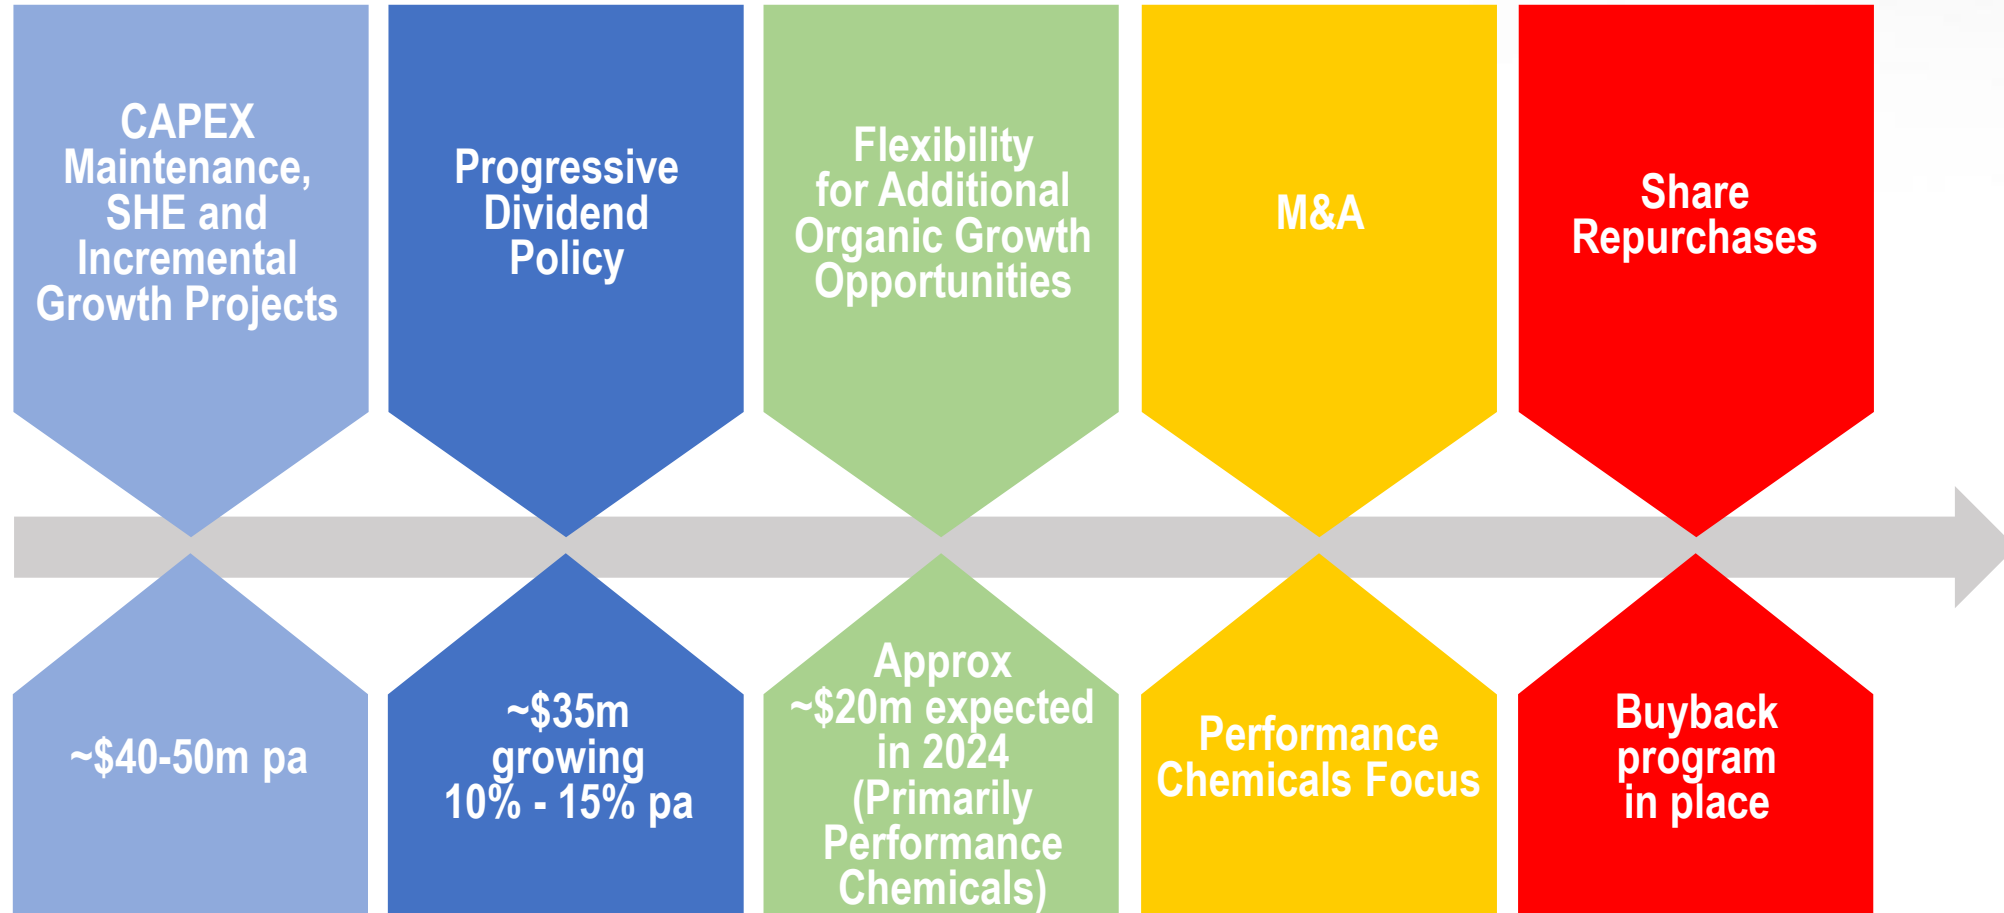 CAPEX
Maintenance,
SHE and
Incremental
Growth Projects
Progressive
Dividend
Policy
Flexibility
for Additional
Organic Growth
Opportunities
M&A
Share
Repurchases
~$40-50m pa
~$35m
growing
10% - 15% pa
Approx
~$20m expected
in 2024
(Primarily
Performance
Chemicals)
Performance
Chemicals Focus
Buyback
program
in place